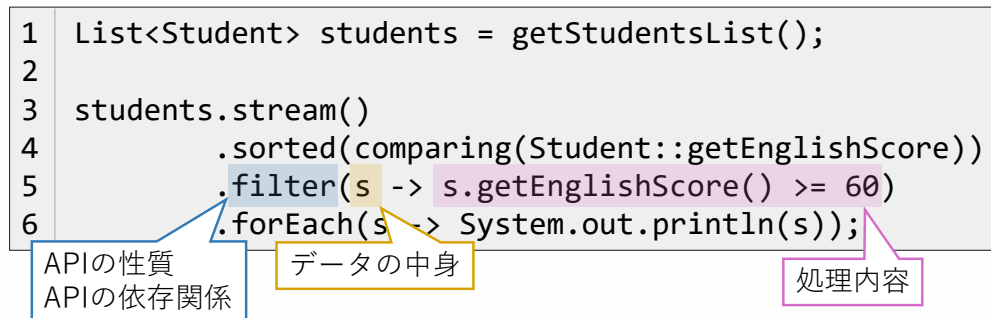 1 List<Student> students = getStudentsList();
2
3 students.stream()
4 .sorted(comparing(Student::getEnglishScore))
5 .filter(s -> s.getEnglishScore() >= 60)
6 .forEach(s -> System.out.println(s));
APIの性質
APIの依存関係
データの中身
処理内容